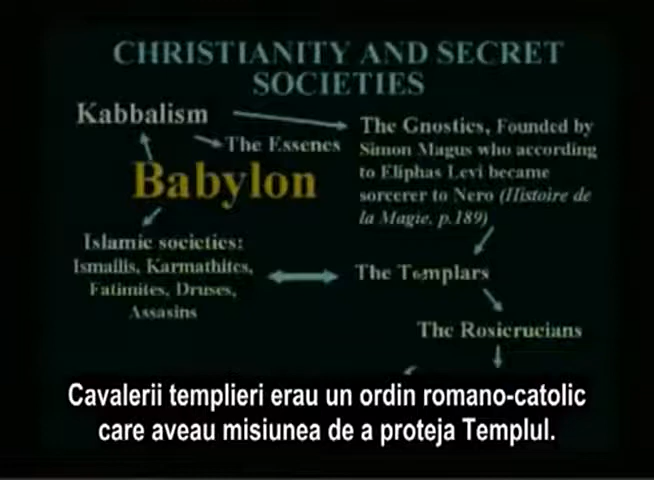 CHRISTIANITY AND SECRET
SOCIETIES
Kabbalism
The Essenes
Babylon
The Gnostics, Founded by
Simon Magus who according
to Eliphas Levi became
sorcerer to Nero (Histoire de
la Magie, p.189)
Islamic societies:
Ismailis, Karmathites,
Fatimites, Druses,
Assasins
The Templars
The Rosicrucians
Cavalerii templieri erau un ordin romano-catolic
care aveau misiunea de a proteja Templul.